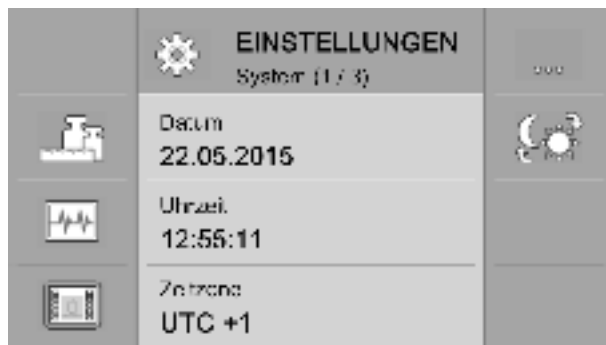 EINSTELLUNGEN
System (1 / 3)
Datum
22.05.2015
Uhrzeit
12:55:11
Zeitzone
UTC +1